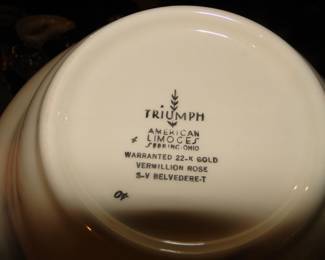 TRIUMPH
AMERICAN
LIMOGES
SEBRING-OHIO
WARRANTED 22-K GOLD
VERMILLION ROSE
S-V BELVEDERE-T